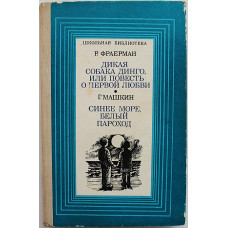 ШКОЛЬНАЯ БИБЛИОТЕКА
Р. ФРАЕРМАН
ДИКАЯ
СОБАКА ДИНГО,
ИЛИ ПОВЕСТЬ
О ПЕРВОЙ ЛЮБВИ
Г. МАШКИН
СИНЕЕ МОРЕ,
БЕЛЫЙ
ПАРОХОД